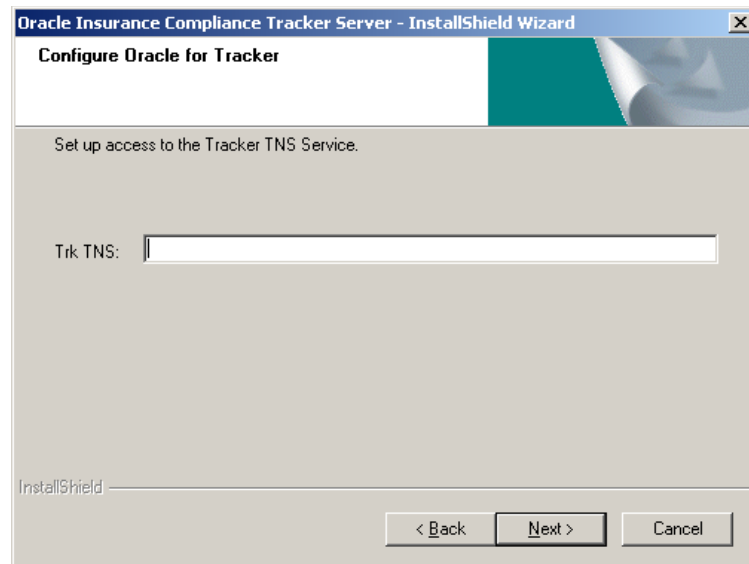 Oracle Insurance Compliance Tracker Server - InstallShield Wizard
Configure Oracle for Tracker
Set up access to the Tracker TNS Service.
Trk TNS:
InstallShield
< Back Next > Cancel